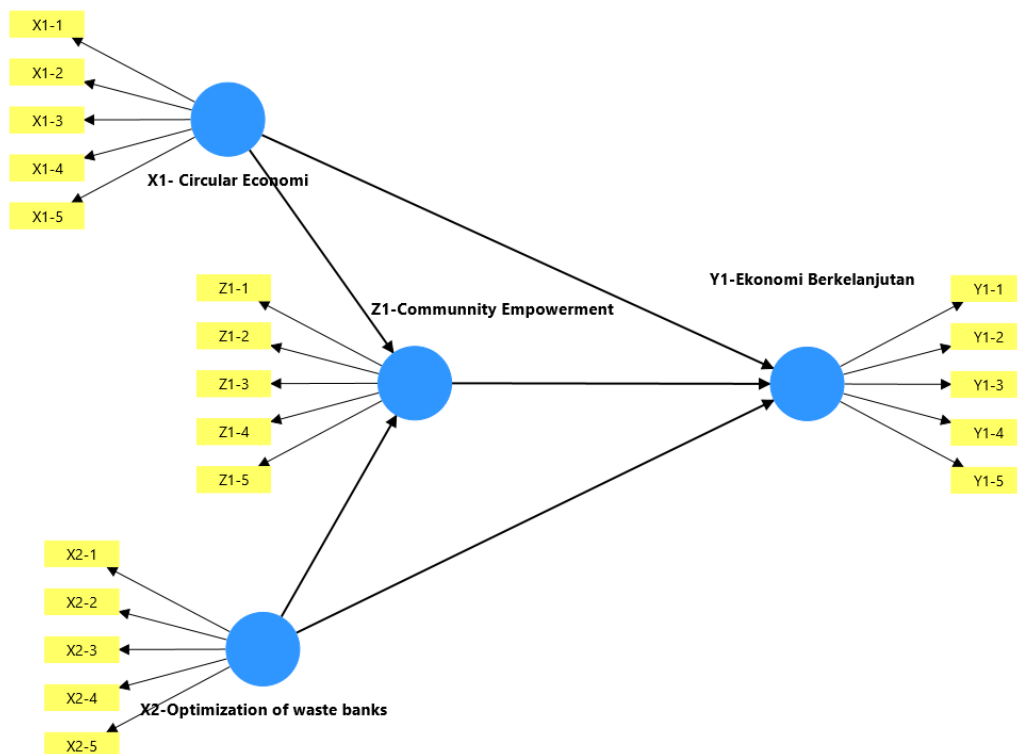 X1-1
X1-2
X1-3
X1-4
X1-5
X1- Circular Economi
Z1-1
Z1-2
Z1-3
Z1-4
Z1-5
Z1-Communnity Empowerment
Y1-Ekonomi Berkelanjutan
Y1-1
Y1-2
Y1-3
Y1-4
Y1-5
X2-1
X2-2
X2-3
X2-4
X2-5
X2-Optimization of waste banks